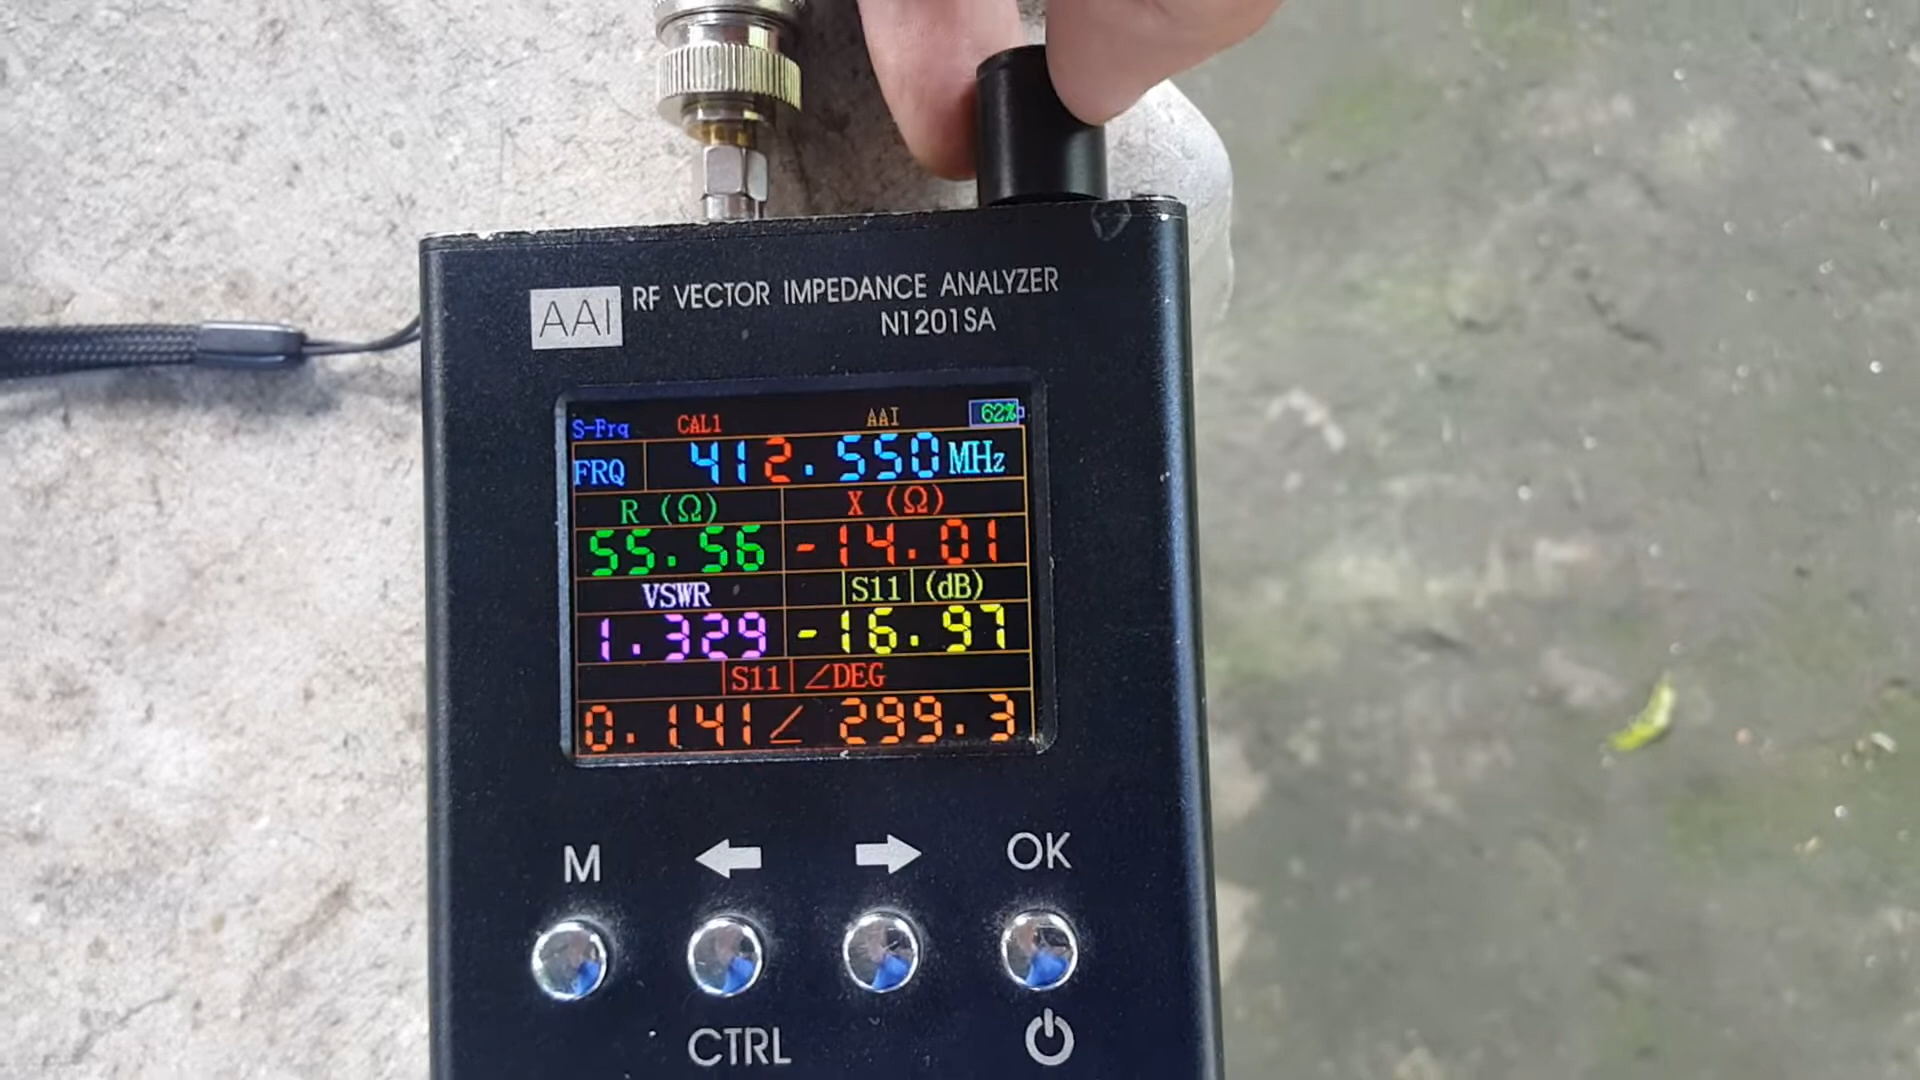 AAI RF VECTOR IMPEDANCE ANALYZER
N1201SA
S-Frq CAL1 AAI 62%
FRQ 412.550 MHz
R (Ω) X (Ω)
55.56 -14.01
VSWR |S11| (dB)
1.329 -16.97
|S11| ∠DEG
0.141∠ 299.3
M ← → OK
CTRL